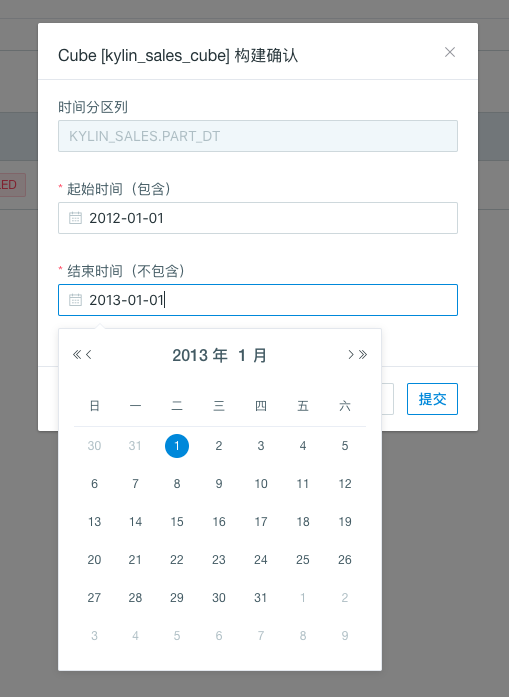 Cube [kylin_sales_cube] 构建确认
时间分区列
KYLIN_SALES.PART_DT
LED
* 起始时间（包含）
2012-01-01
* 结束时间（不包含）
2013-01-01
2013 年 1 月
日 一 二 三 四 五 六
提交
30 31 1 2 3 4 5
6 7 8 9 10 11 12
13 14 15 16 17 18 19
20 21 22 23 24 25 26
27 28 29 30 31 1 2
3 4 5 6 7 8 9